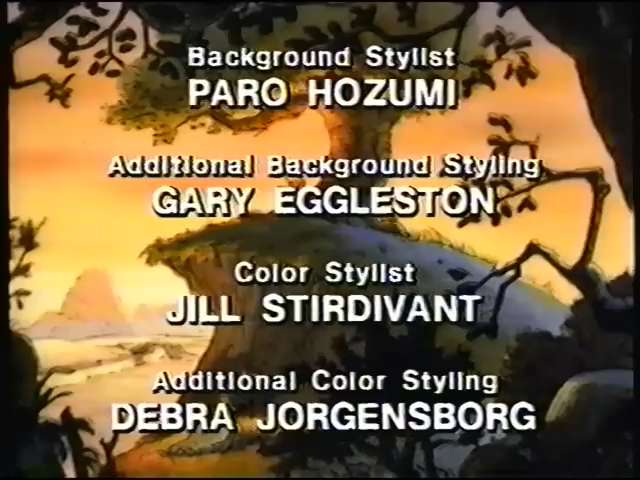 Background Stylist
PARO HOZUMI
Additional Background Styling
GARY EGGLESTON
Color Stylist
JILL STIRDIVANT
Additional Color Styling
DEBRA JORGENSBORG